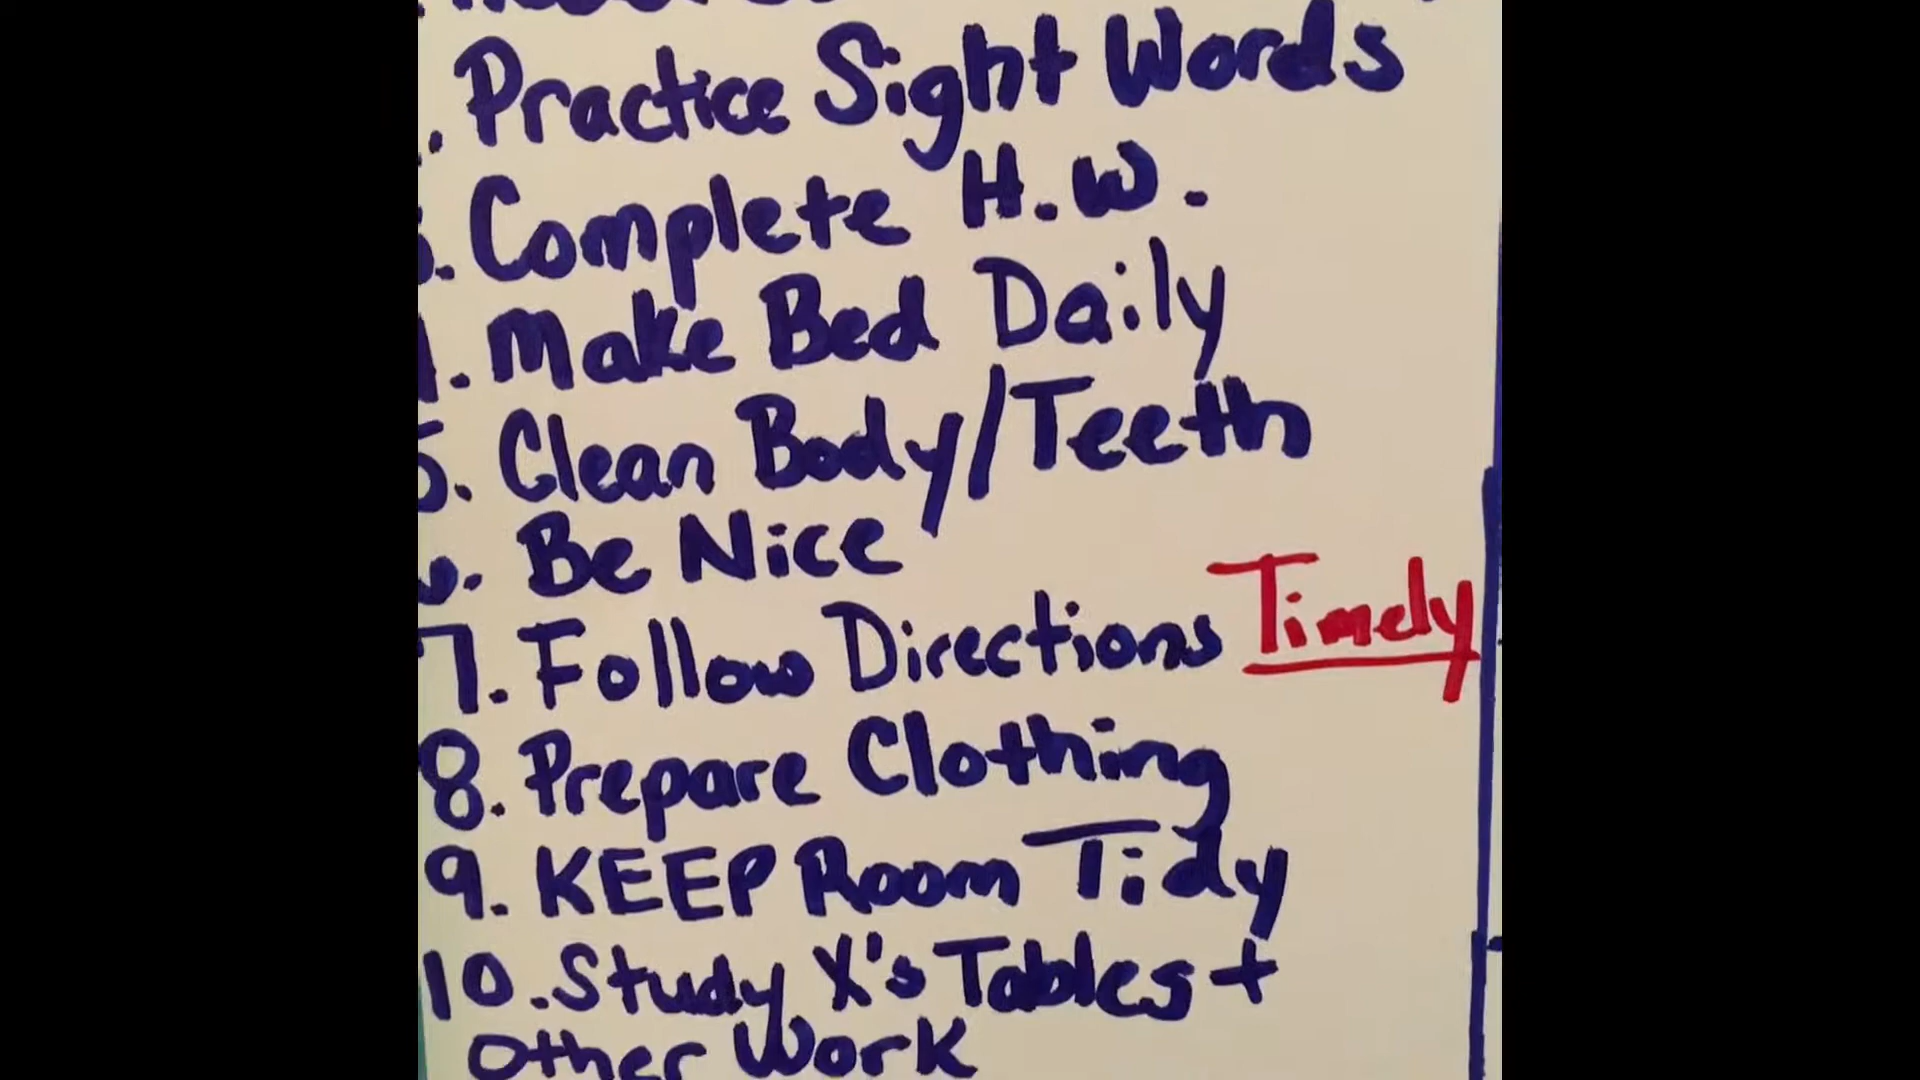 . Practice Sight Words
. Complete H.W.
. Make Bed Daily
5. Clean Body/Teeth
. Be Nice
7. Follow Directions Timely
8. Prepare Clothing
9. KEEP Room Tidy
10. Study X's Tables +
Other Work